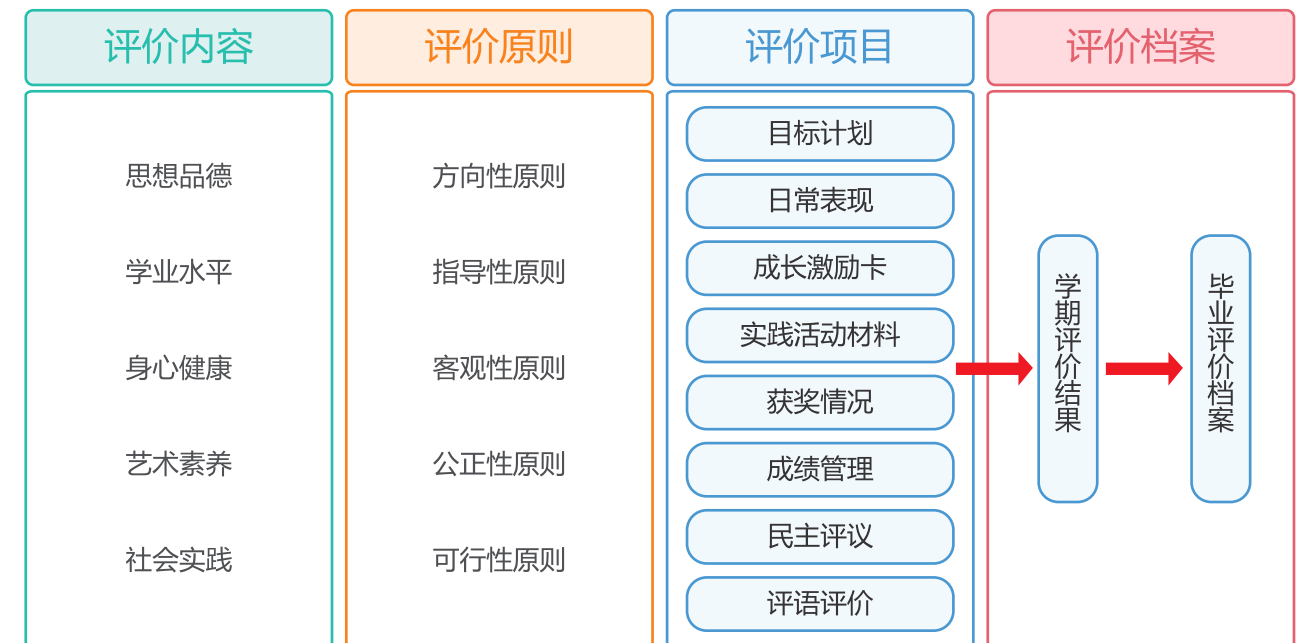 评价内容
思想品德
学业水平
身心健康
艺术素养
社会实践
评价原则
方向性原则
指导性原则
客观性原则
公正性原则
可行性原则
评价项目
目标计划
日常表现
成长激励卡
实践活动材料
获奖情况
成绩管理
民主评议
评语评价
评价档案
学期评价结果
毕业评价档案